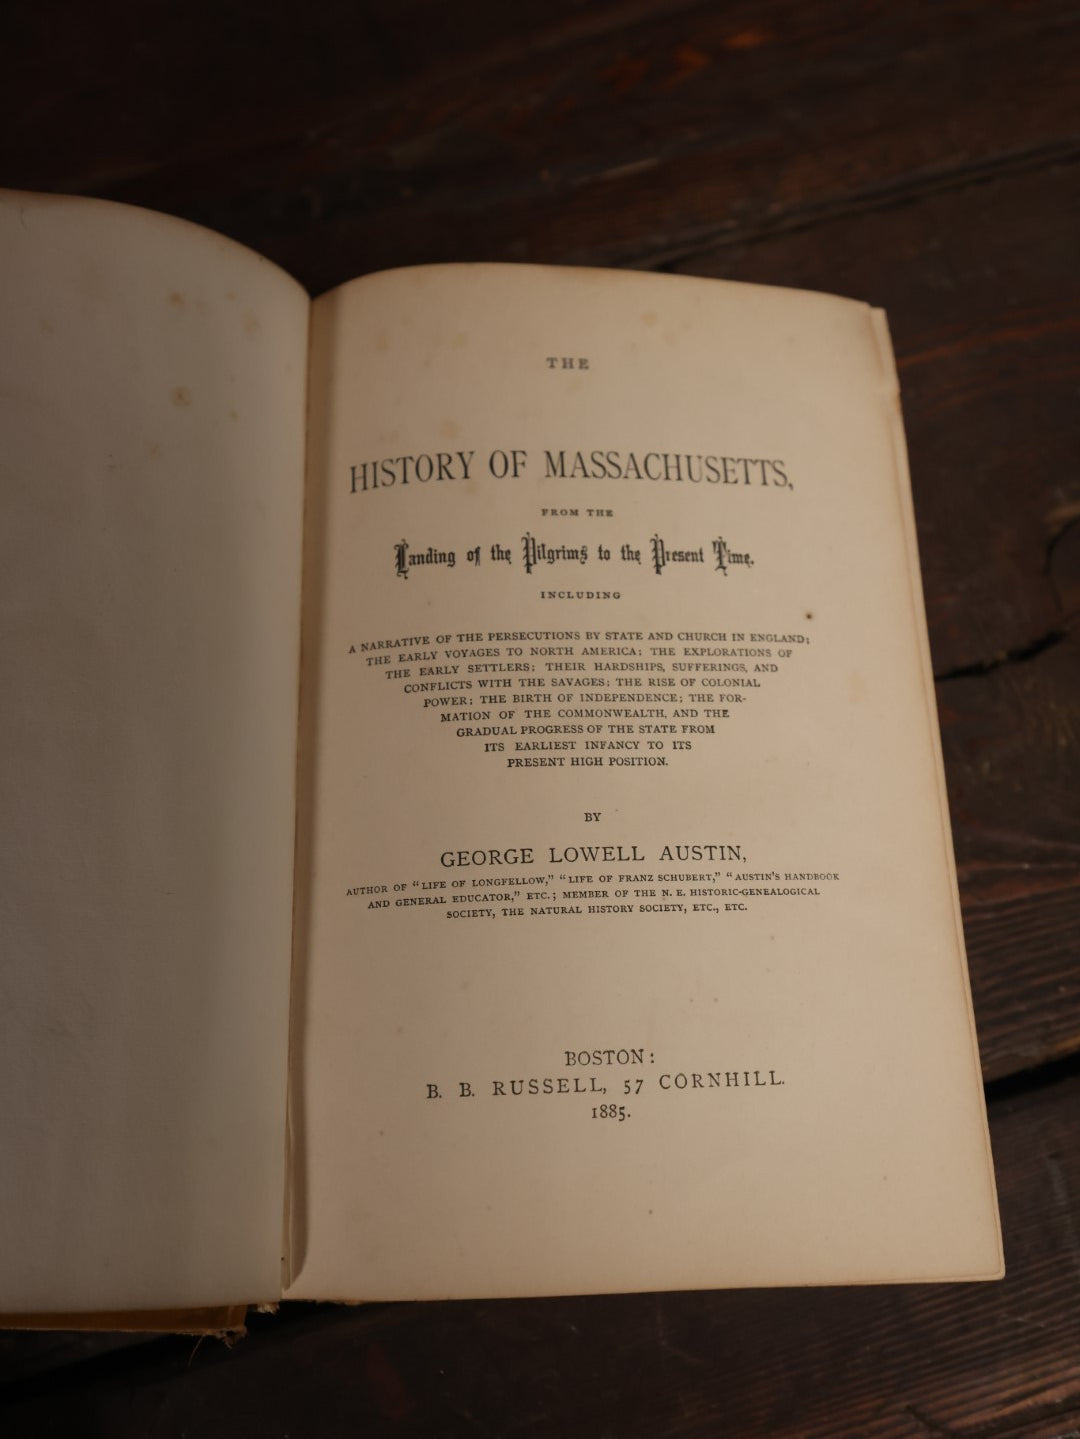 THE
HISTORY OF MASSACHUSETTS,
FROM THE
Landing of the Pilgrims to the Present Time.
INCLUDING
A NARRATIVE OF THE PERSECUTIONS BY STATE AND CHURCH IN ENGLAND;
THE EARLY VOYAGES TO NORTH AMERICA; THE EXPLORATIONS OF
THE EARLY SETTLERS; THEIR HARDSHIPS, SUFFERINGS, AND
CONFLICTS WITH THE SAVAGES; THE RISE OF COLONIAL
POWER; THE BIRTH OF INDEPENDENCE; THE FOR-
MATION OF THE COMMONWEALTH, AND THE
GRADUAL PROGRESS OF THE STATE FROM
ITS EARLIEST INFANCY TO ITS
PRESENT HIGH POSITION.
BY
GEORGE LOWELL AUSTIN,
AUTHOR OF "LIFE OF LONGFELLOW," "LIFE OF FRANZ SCHUBERT," "AUSTIN'S HANDBOOK
AND GENERAL EDUCATOR," ETC.; MEMBER OF THE N. E. HISTORIC-GENEALOGICAL
SOCIETY, THE NATURAL HISTORY SOCIETY, ETC., ETC.
BOSTON:
B. B. RUSSELL, 57 CORNHILL.
1885.